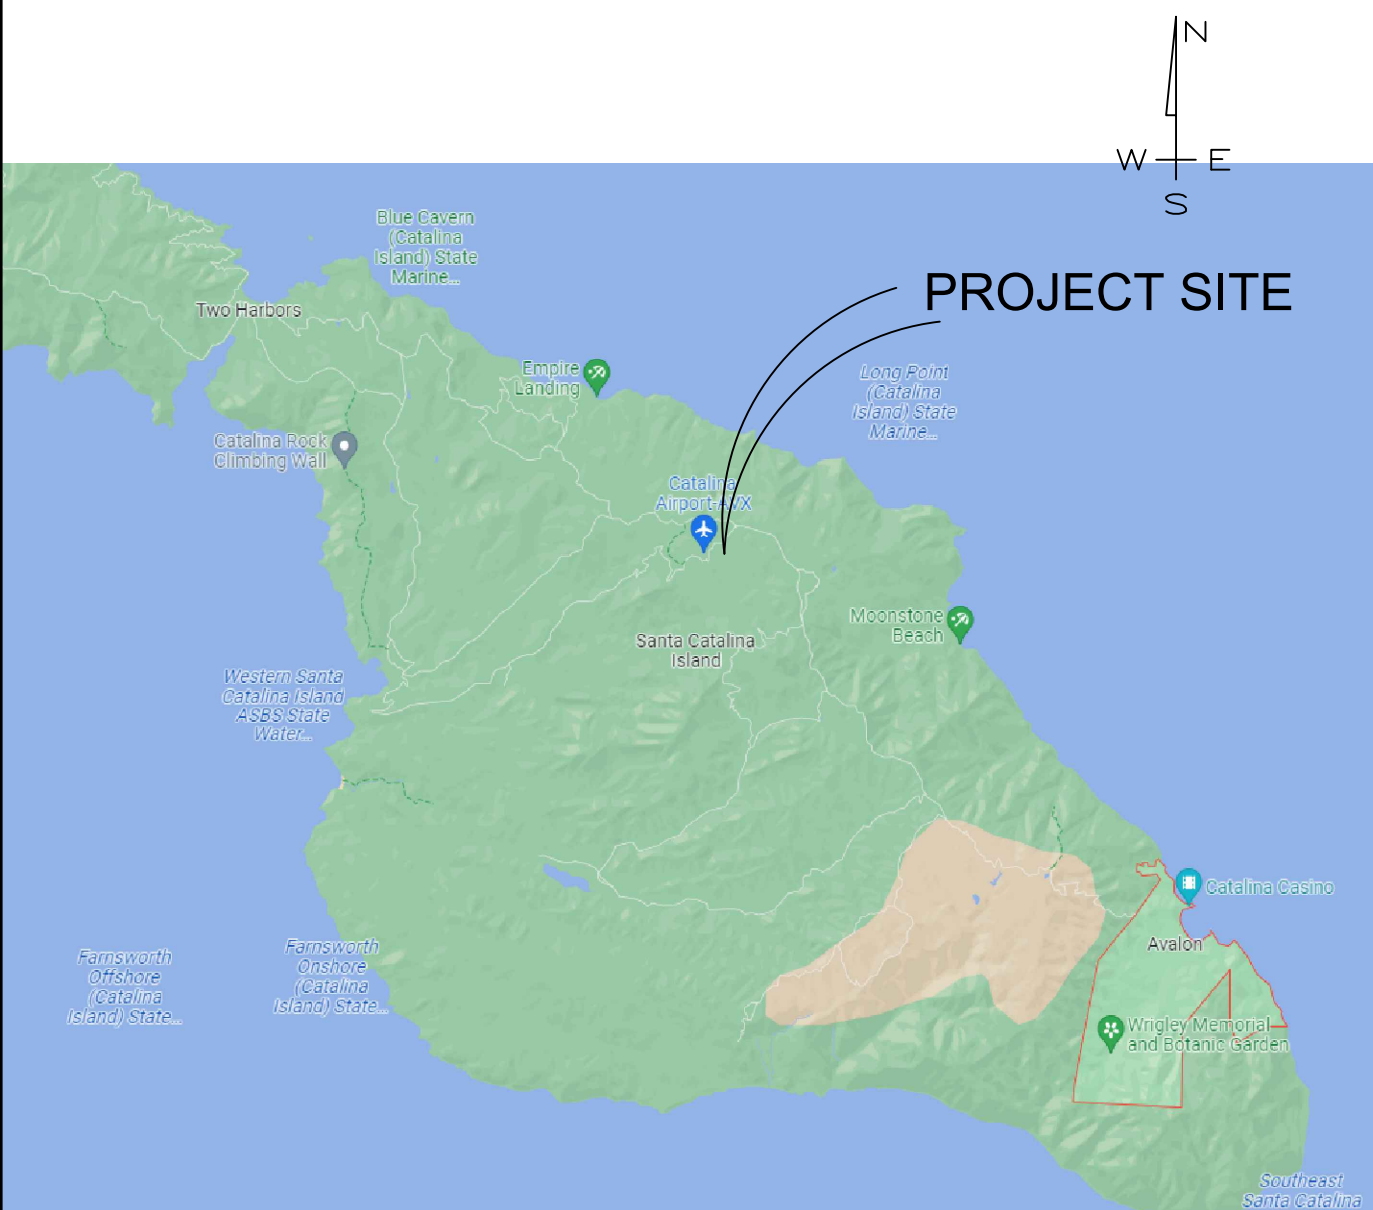 N
W E
S
PROJECT SITE
Blue Cavern
(Catalina
Island) State
Marine...
Two Harbors
Empire
Landing
Long Point
(Catalina
Island) State
Marine...
Catalina Rock
Climbing Wall
Catalina
Airport-AVX
Moonstone
Beach
Santa Catalina
Island
Western Santa
Catalina Island
ASBS State
Water...
Catalina Casino
Avalon
Farnsworth
Offshore
(Catalina
Island) State...
Farnsworth
Onshore
(Catalina
Island) State...
Wrigley Memorial
and Botanic Garden
Southeast
Santa Catalina